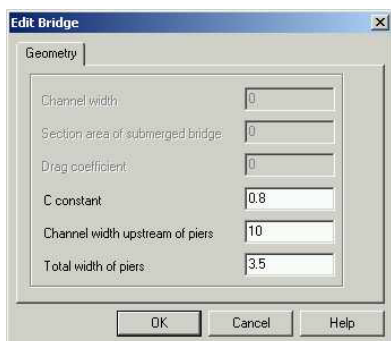 Edit Bridge
Geometry
Channel width 0
Section area of submerged bridge 0
Drag coefficient 0
C constant 0.8
Channel width upstream of piers 10
Total width of piers 3.5
OK Cancel Help